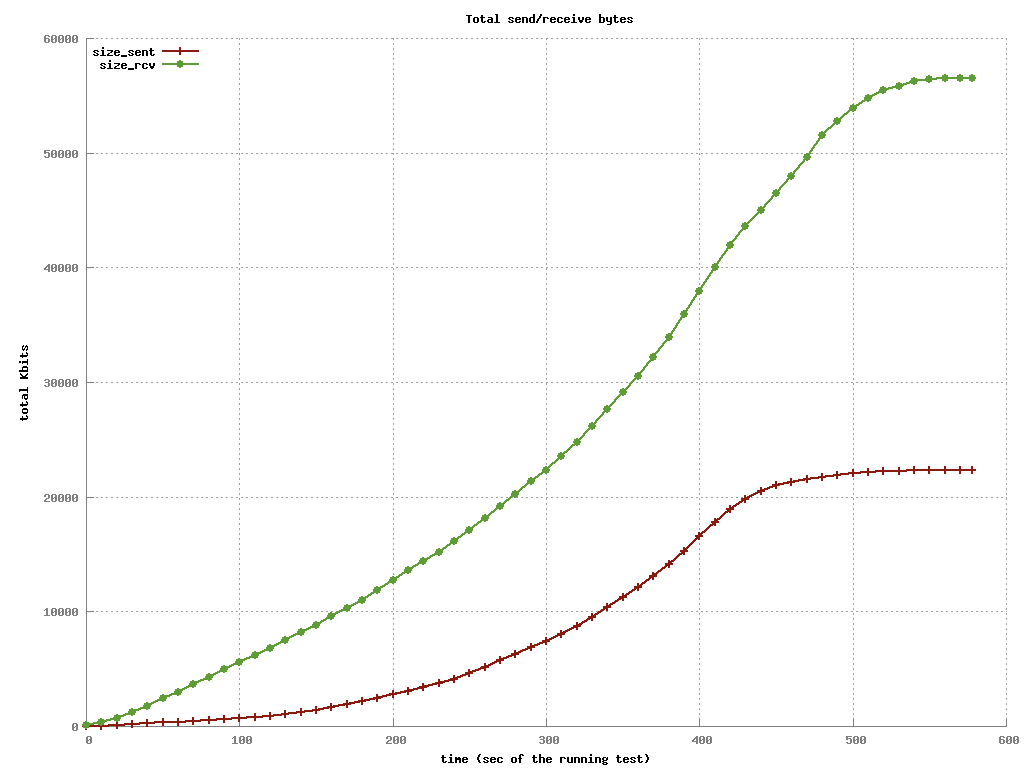 Total send/receive bytes
size_sent
size_rcv
60000
50000
40000
30000
20000
10000
0
total Kbits
0 100 200 300 400 500 600
time (sec of the running test)